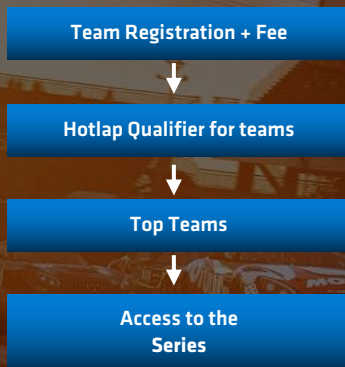 Team Registration + Fee
Hotlap Qualifier for teams
Top Teams
Access to the
Series